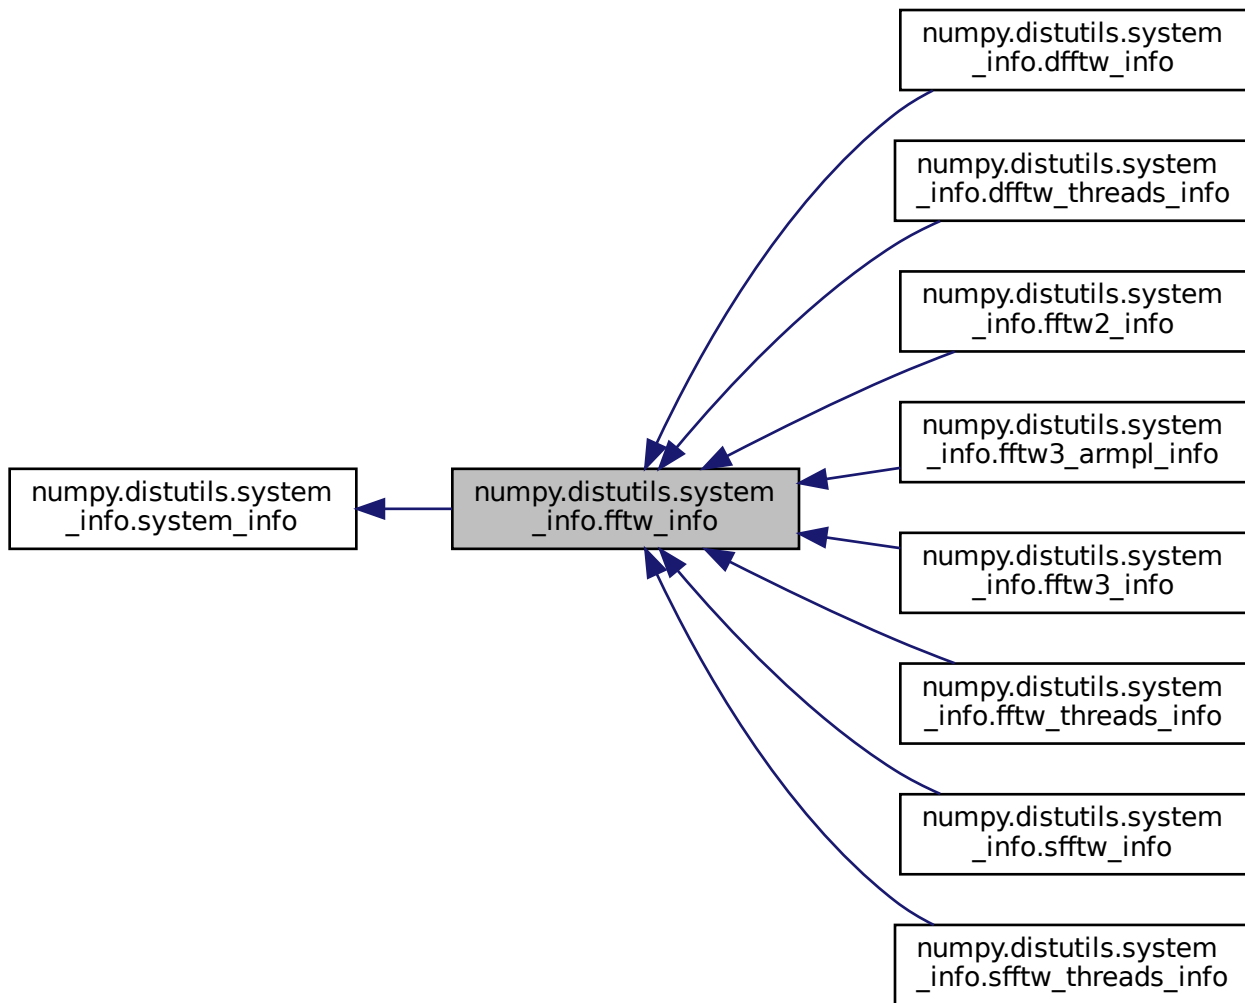 numpy.distutils.system
_info.dfftw_info
numpy.distutils.system
_info.dfftw_threads_info
numpy.distutils.system
_info.fftw2_info
numpy.distutils.system
_info.fftw3_armpl_info
numpy.distutils.system
_info.system_info
numpy.distutils.system
_info.fftw_info
numpy.distutils.system
_info.fftw3_info
numpy.distutils.system
_info.fftw_threads_info
numpy.distutils.system
_info.sfftw_info
numpy.distutils.system
_info.sfftw_threads_info